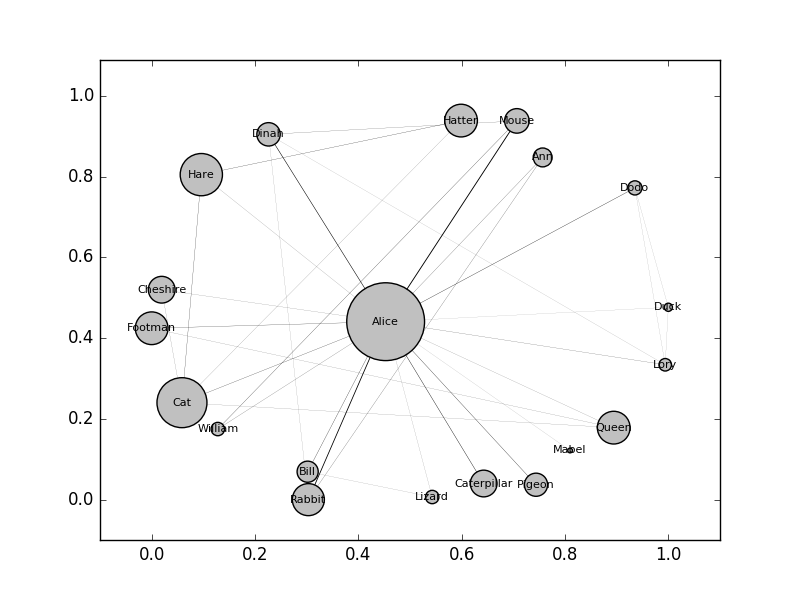 1.0
0.8
0.6
0.4
0.2
0.0
Hatter
Mouse
Dinah
Ann
Hare
Dodo
Cheshire
Duck
Alice
Footman
Lory
Cat
William
Queen
Mabel
Bill
Caterpillar
Pigeon
Lizard
Rabbit
0.0 0.2 0.4 0.6 0.8 1.0